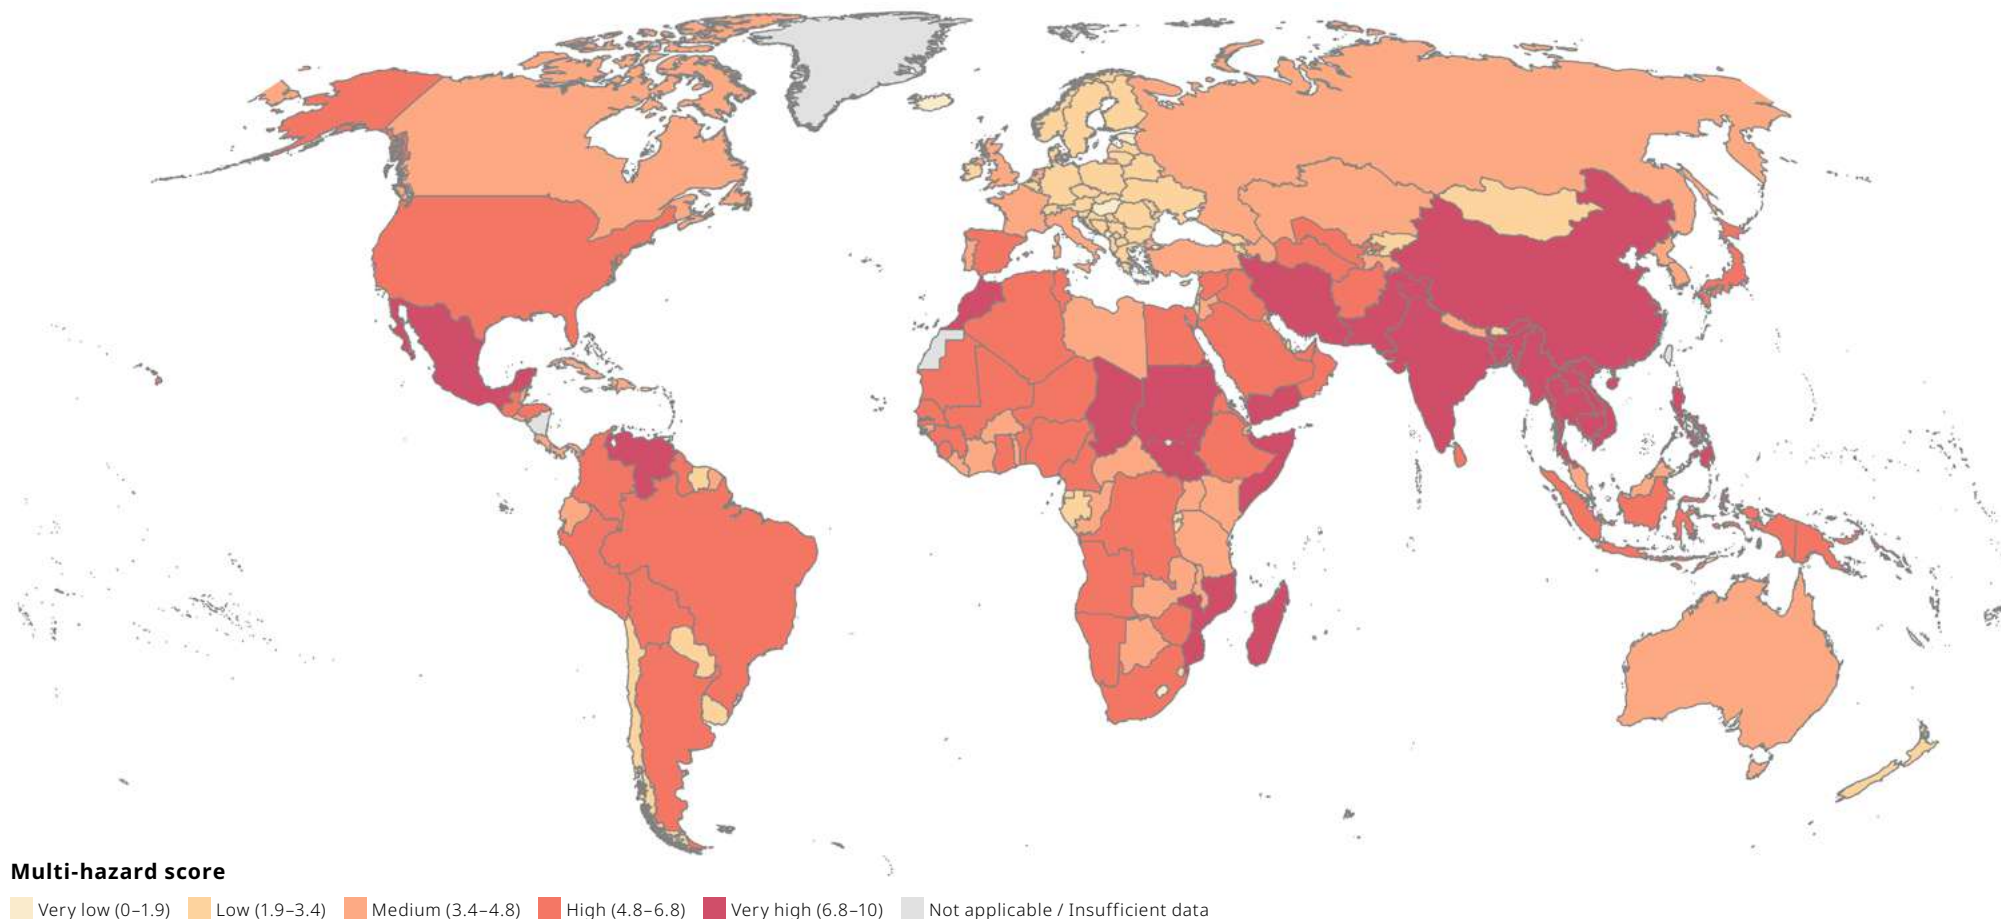 Multi-hazard score
Very low (0–1.9) Low (1.9–3.4) Medium (3.4–4.8) High (4.8–6.8) Very high (6.8–10) Not applicable / Insufficient data